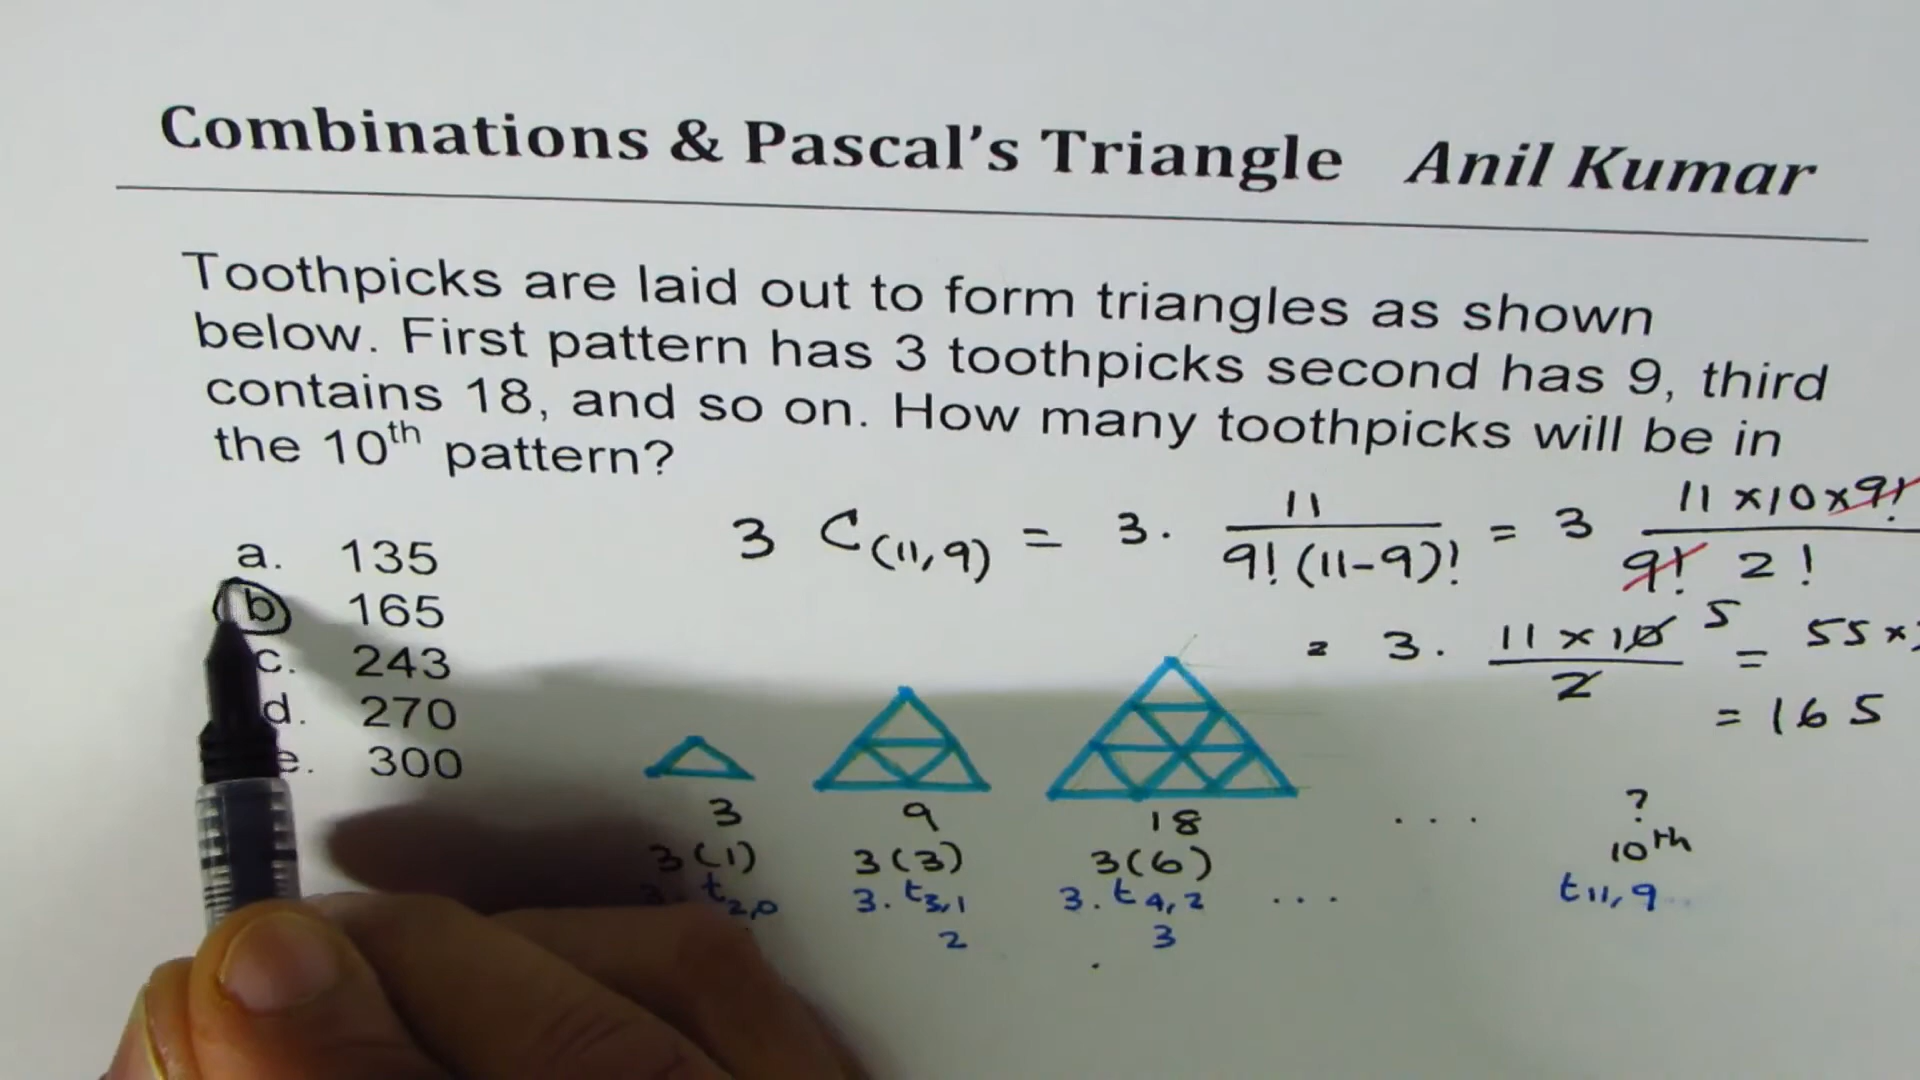 Combinations & Pascal's Triangle Anil Kumar
Toothpicks are laid out to form triangles as shown
below. First pattern has 3 toothpicks second has 9, third
contains 18, and so on. How many toothpicks will be in
the 10th pattern?
3 C(11,9) = 3. 11 / 9!(11-9)! = 3 11 x 10 x 9! / 9! 2!
= 3. 11 x 10 / 2 5 = 55 x
= 165
a. 135
b 165
c. 243
d. 270
e. 300
3 9 18 ... ?
3(1) 3(3) 3(6) 10th
t2,0 3. t3,1 3. t4,2 ... t11,9
2 3